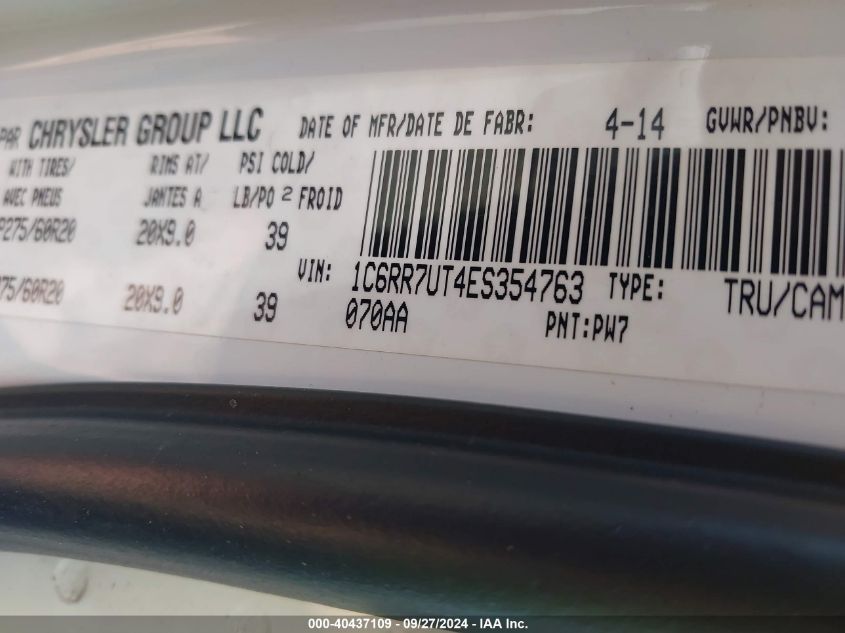 PAR CHRYSLER GROUP LLC DATE OF MFR/DATE DE FABR: 4-14 GVWR/PNBV:
WITH TIRES/ RIMS AT/ PSI COLD/
AVEC PNEUS JANTES A LB/PO 2 FROID
P275/60R20 20X9.0 39
VIN: 1C6RR7UT4ES354763 TYPE: TRU/CAM
275/60R20 20X9.0 39
070AA PNT:PW7
000-40437109 - 09/27/2024 - IAA Inc.